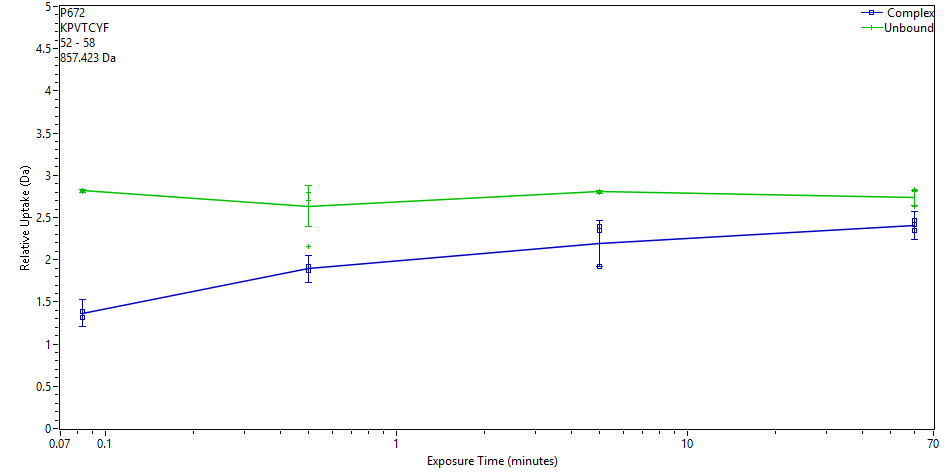 P672
KPVTCYF
52 - 58
857.423 Da
Complex
Unbound
5
4.5
4
3.5
3
2.5
2
1.5
1
0.5
0
Relative Uptake (Da)
0.07 0.1 1 10 70
Exposure Time (minutes)